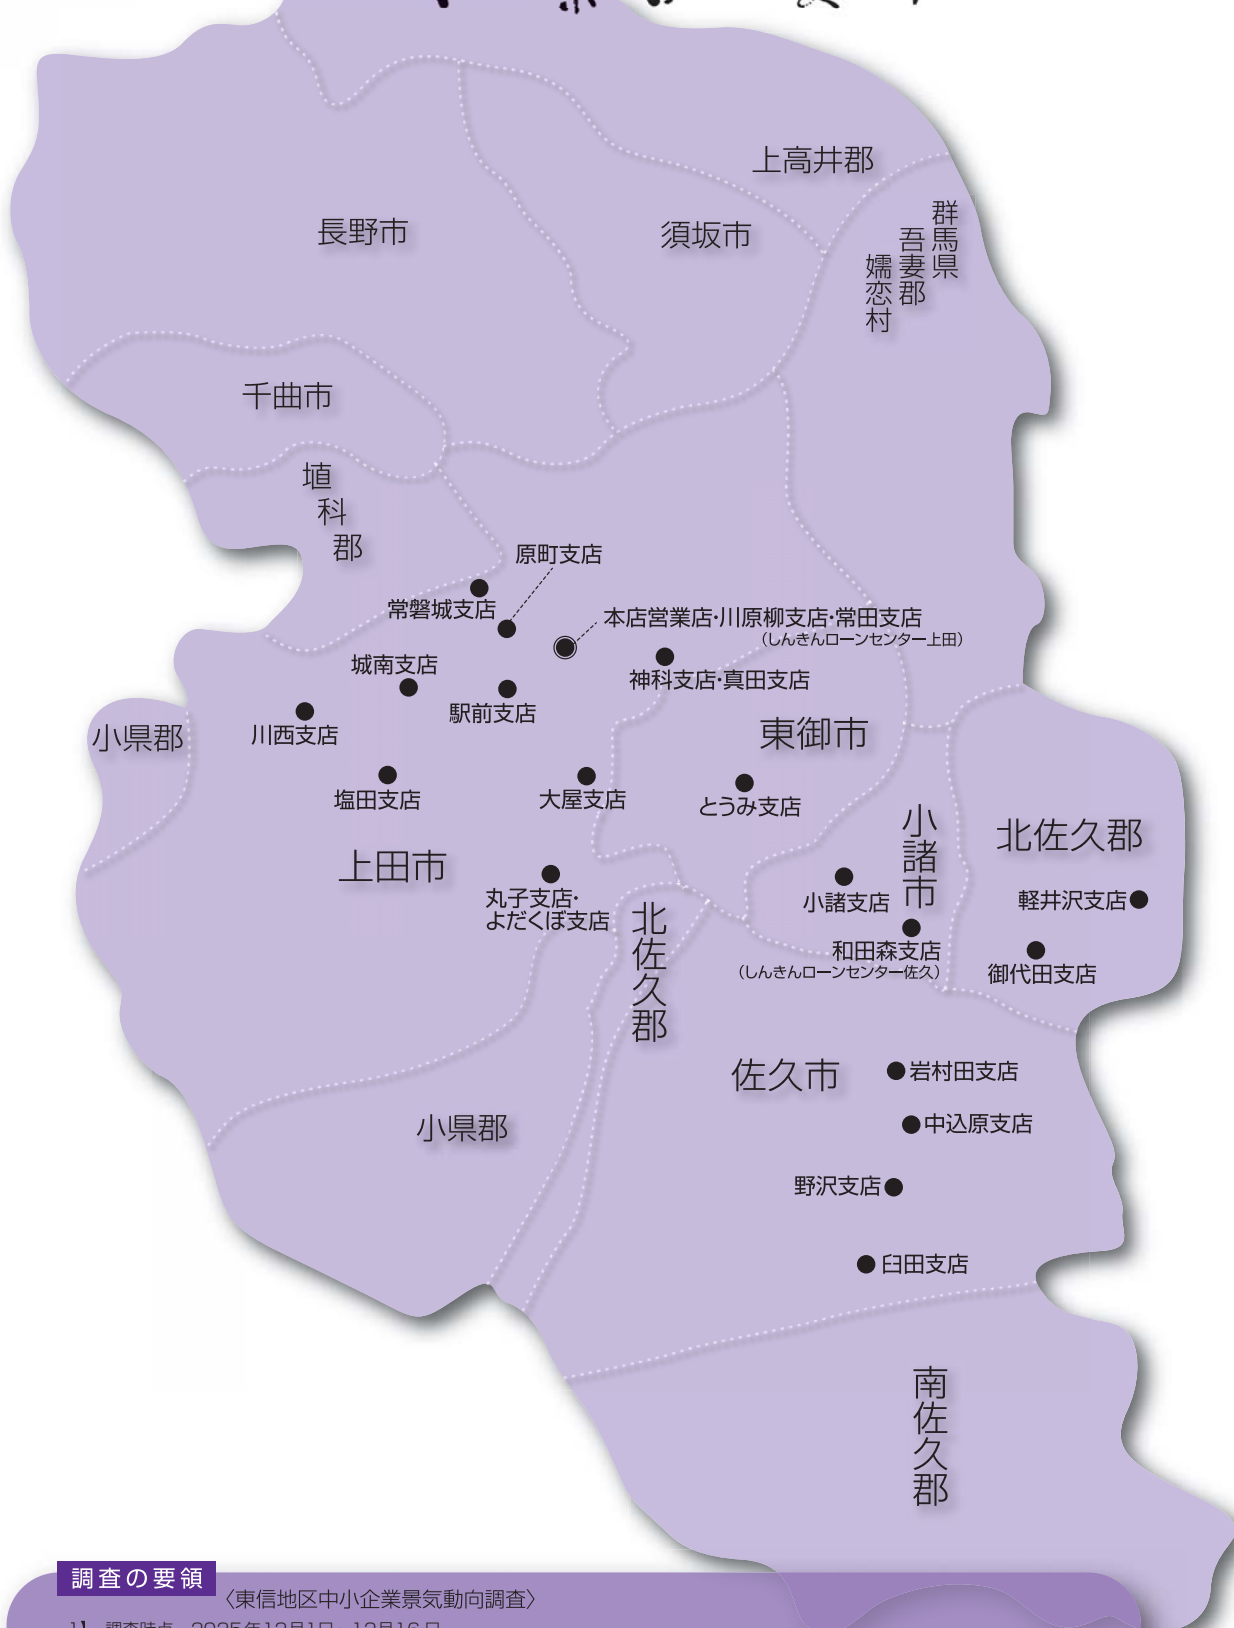 上高井郡
長野市
須坂市
群馬県
吾妻郡
嬬恋村
千曲市
埴科郡
原町支店
常磐城支店
本店営業店・川原柳支店・常田支店
（しんきんローンセンター上田）
城南支店
神科支店・真田支店
駅前支店
川西支店
小県郡
東御市
塩田支店
大屋支店
とうみ支店
小諸市
北佐久郡
上田市
丸子支店・
よだくぼ支店
小諸支店
軽井沢支店
北佐久郡
和田森支店
（しんきんローンセンター佐久）
御代田支店
佐久市
岩村田支店
小県郡
中込原支店
野沢支店
臼田支店
南佐久郡
調査の要領
〈東信地区中小企業景気動向調査〉